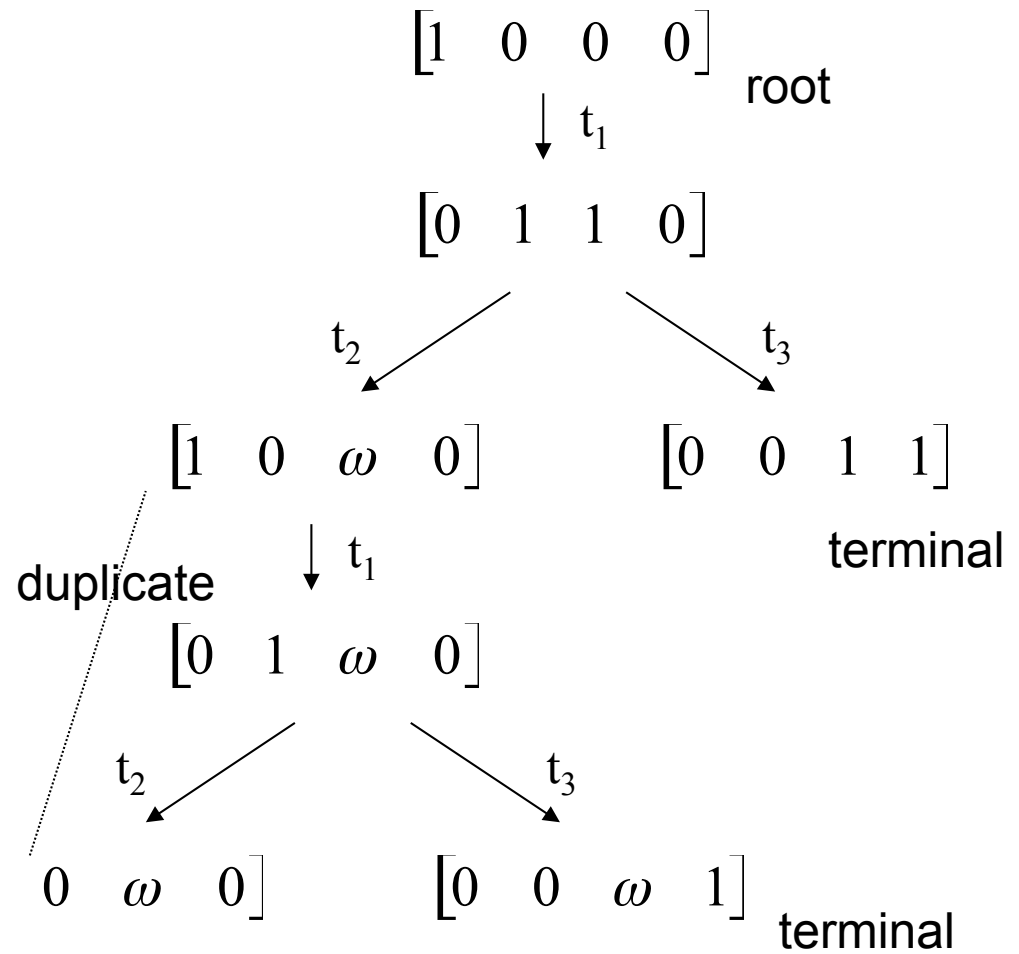 [1 0 0 0]
root
t₁
[0 1 1 0]
t₂
t₃
[1 0 ω 0]
[0 0 1 1]
terminal
t₁
duplicate
[0 1 ω 0]
t₂
t₃
0 ω 0]
[0 0 ω 1]
terminal